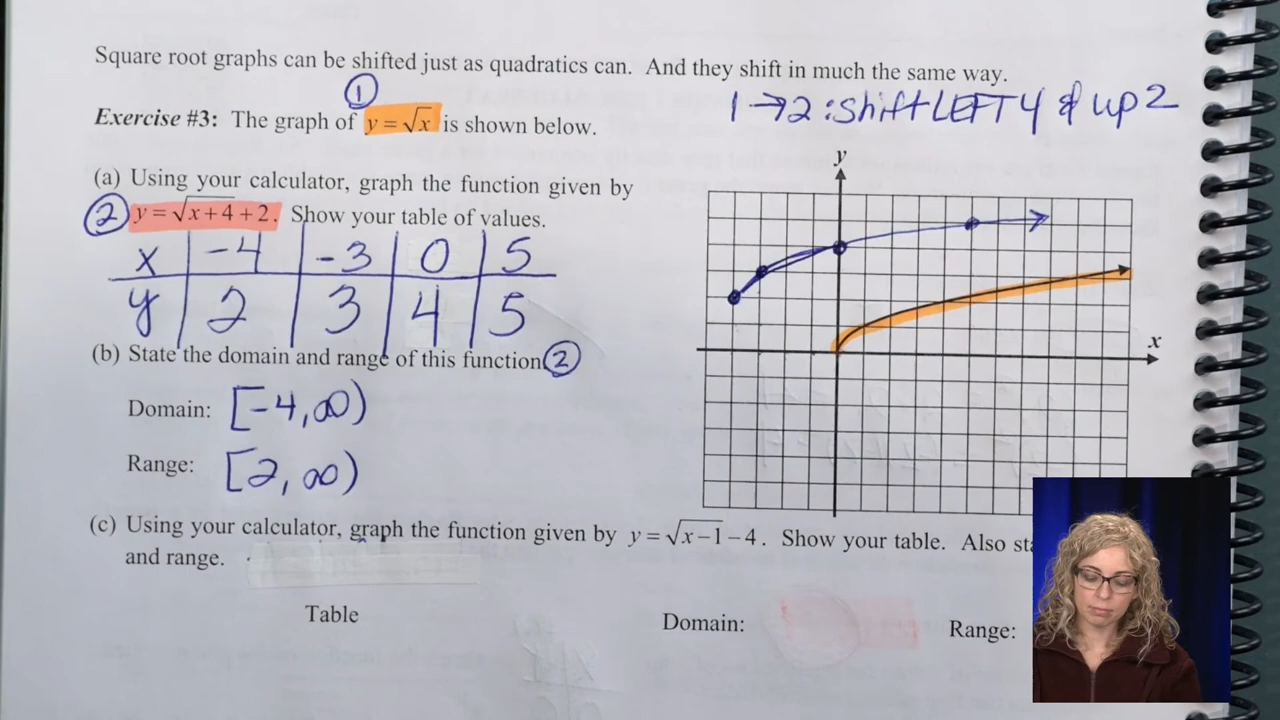 Square root graphs can be shifted just as quadratics can. And they shift in much the same way.
①
1→2: Shift LEFT 4 & up 2
Exercise #3: The graph of y = √x is shown below.
(a) Using your calculator, graph the function given by
② y = √(x+4) + 2. Show your table of values.
x | -4 | -3 | 0 | 5
y | 2 | 3 | 4 | 5
(b) State the domain and range of this function ②
Domain: [-4,∞)
Range: [2,∞)
y
x
(c) Using your calculator, graph the function given by y = √(x-1) - 4. Show your table. Also
and range.
Table
Domain:
Range: